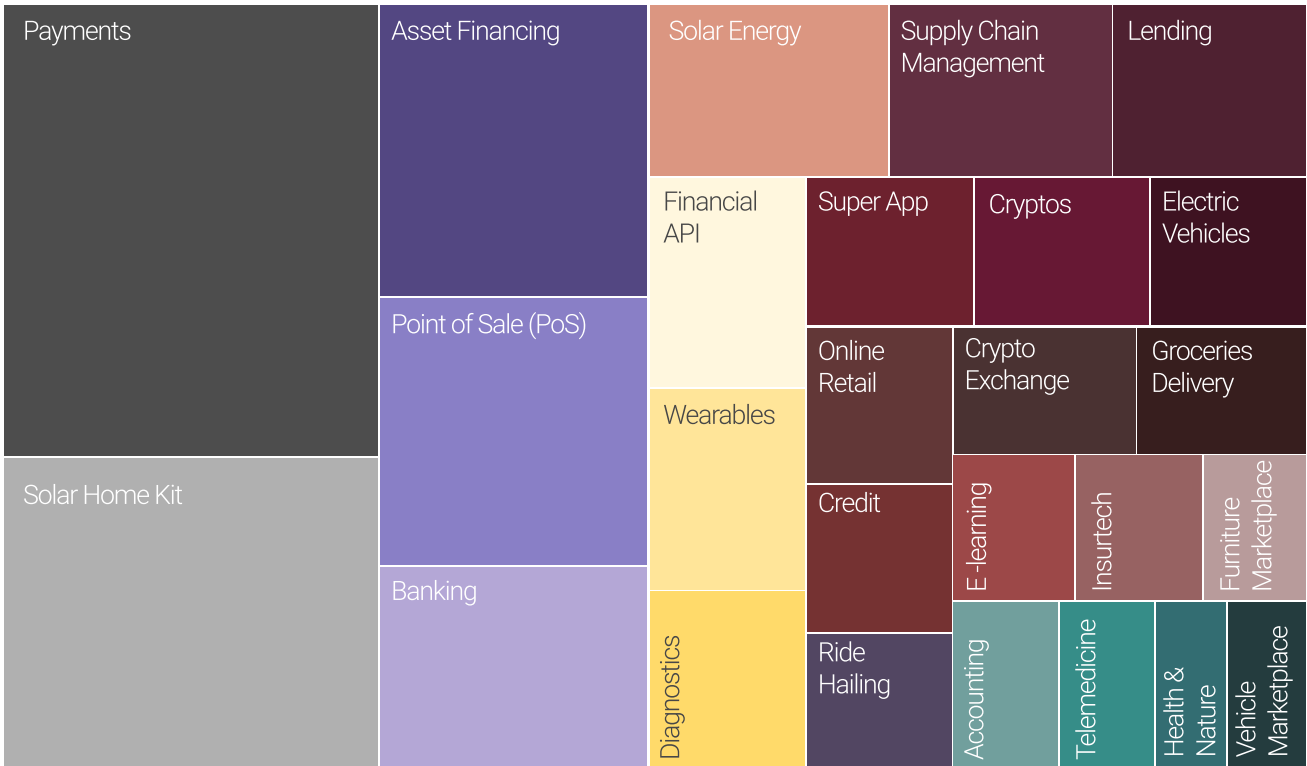 Payments
Asset Financing
Solar Energy
Supply Chain
Management
Lending
Financial
API
Super App
Cryptos
Electric
Vehicles
Point of Sale (PoS)
Online
Retail
Crypto
Exchange
Groceries
Delivery
Wearables
Solar Home Kit
Credit
E -learning
Insurtech
Furniture
Marketplace
Banking
Diagnostics
Ride
Hailing
Accounting
Telemedicine
Health &
Nature
Vehicle
Marketplace